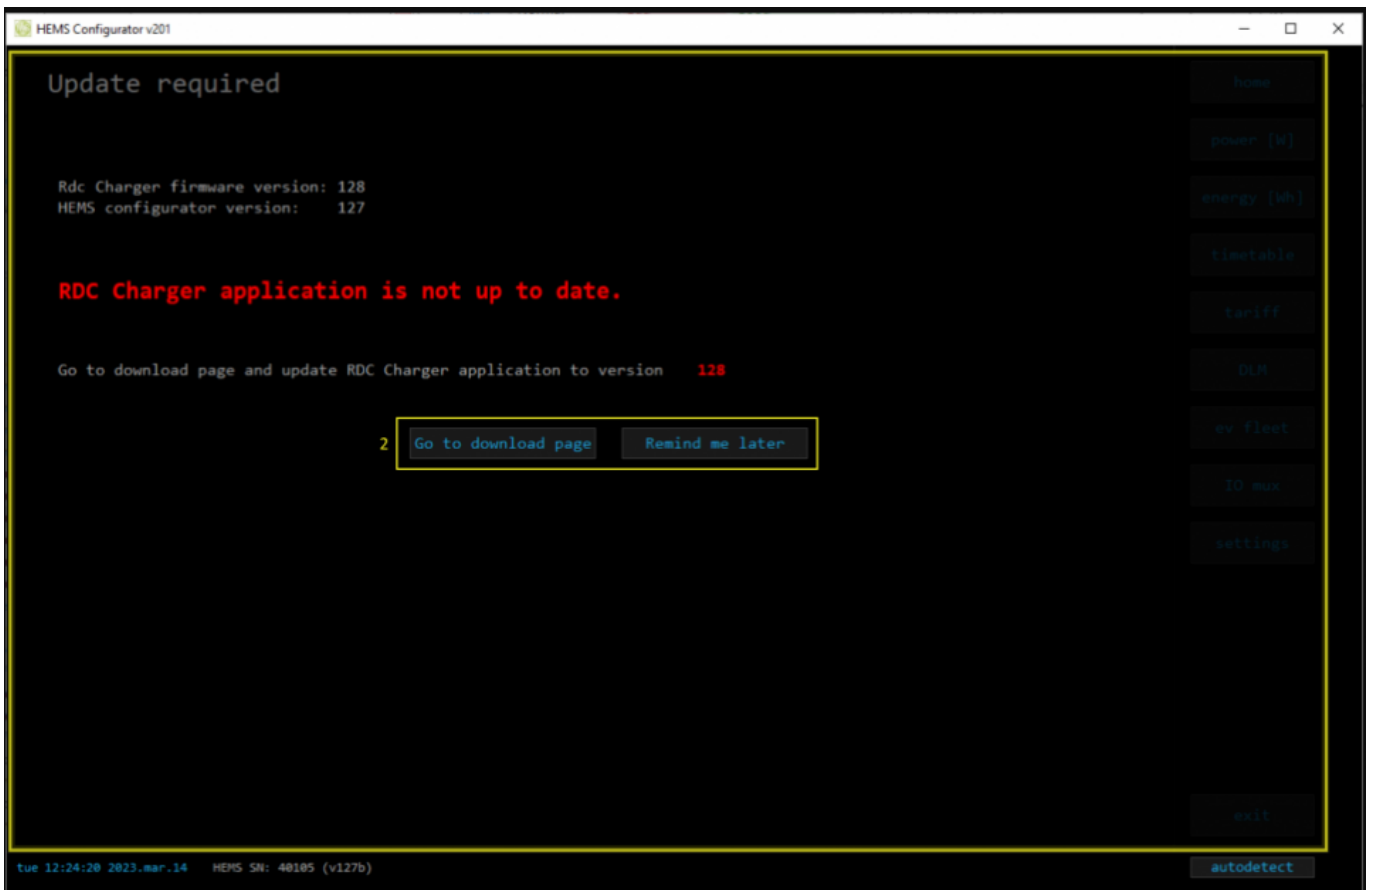 HEMS Configurator v201
Update required
home
power [W]
Rdc Charger firmware version: 128
HEMS configurator version: 127
energy [Wh]
timetable
RDC Charger application is not up to date.
tariff
Go to download page and update RDC Charger application to version 128
DLM
ev fleet
2 Go to download page Remind me later
IO mux
settings
exit
tue 12:24:20 2023.mar.14 HEMS SN: 40105 (v127b) autodetect